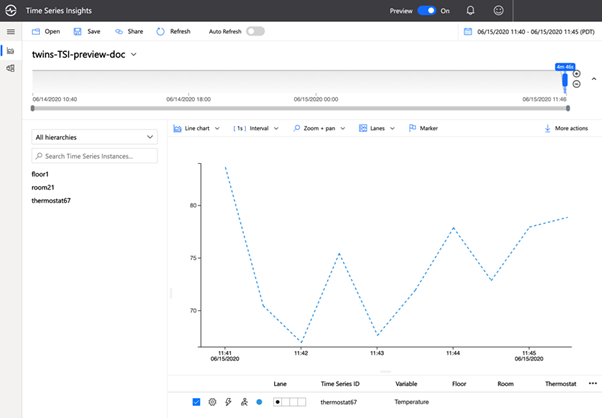 Time Series Insights Preview On
Open Save Share Refresh Auto Refresh 06/15/2020 11:40 - 06/15/2020 11:45 (PDT)
twins-TSI-preview-doc
4m 46s
06/14/2020 10:40 06/14/2020 18:00 06/15/2020 00:00 06/15/2020 11:46
All hierarchies Line chart [1s] Interval Zoom + pan Lanes Marker More actions
Search Time Series Instances...
floor1
room21
thermostat67
80
75
70
11:41 11:42 11:43 11:44 11:45
06/15/2020 06/15/2020
Lane Time Series ID Variable Floor Room Thermostat
thermostat67 Temperature